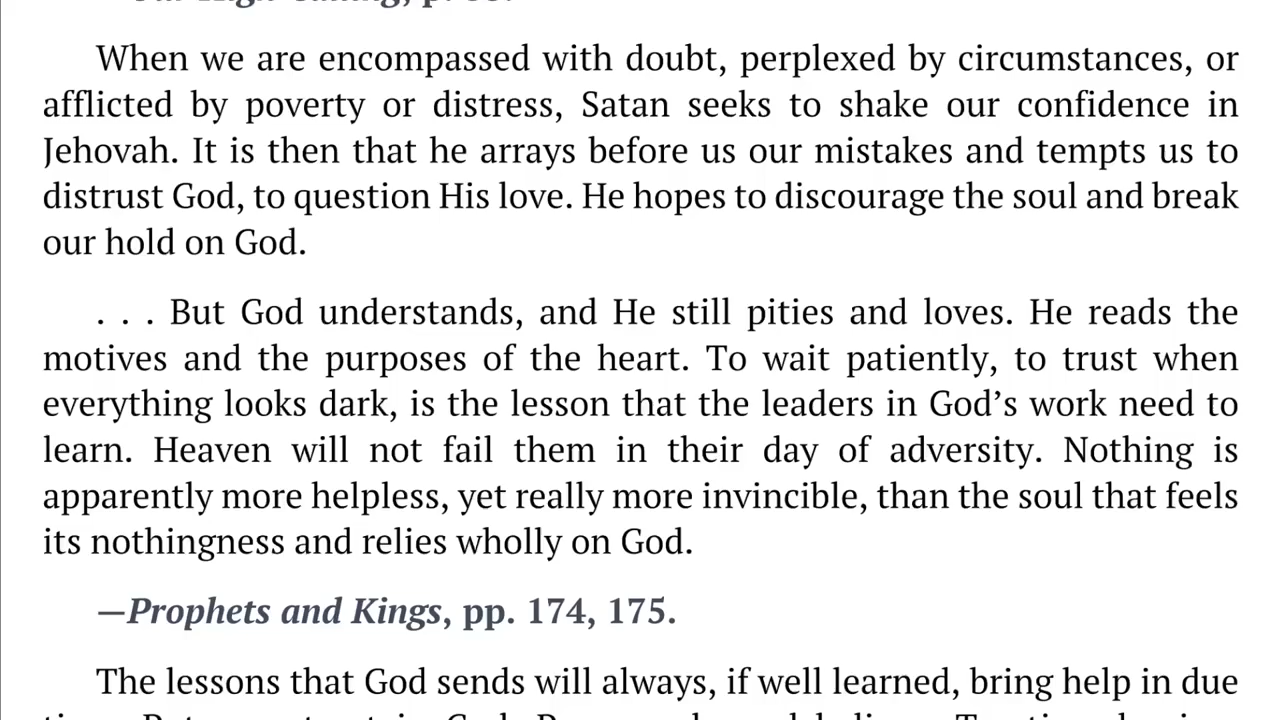 When we are encompassed with doubt, perplexed by circumstances, or
afflicted by poverty or distress, Satan seeks to shake our confidence in
Jehovah. It is then that he arrays before us our mistakes and tempts us to
distrust God, to question His love. He hopes to discourage the soul and break
our hold on God.
. . . But God understands, and He still pities and loves. He reads the
motives and the purposes of the heart. To wait patiently, to trust when
everything looks dark, is the lesson that the leaders in God’s work need to
learn. Heaven will not fail them in their day of adversity. Nothing is
apparently more helpless, yet really more invincible, than the soul that feels
its nothingness and relies wholly on God.
—Prophets and Kings, pp. 174, 175.
The lessons that God sends will always, if well learned, bring help in due